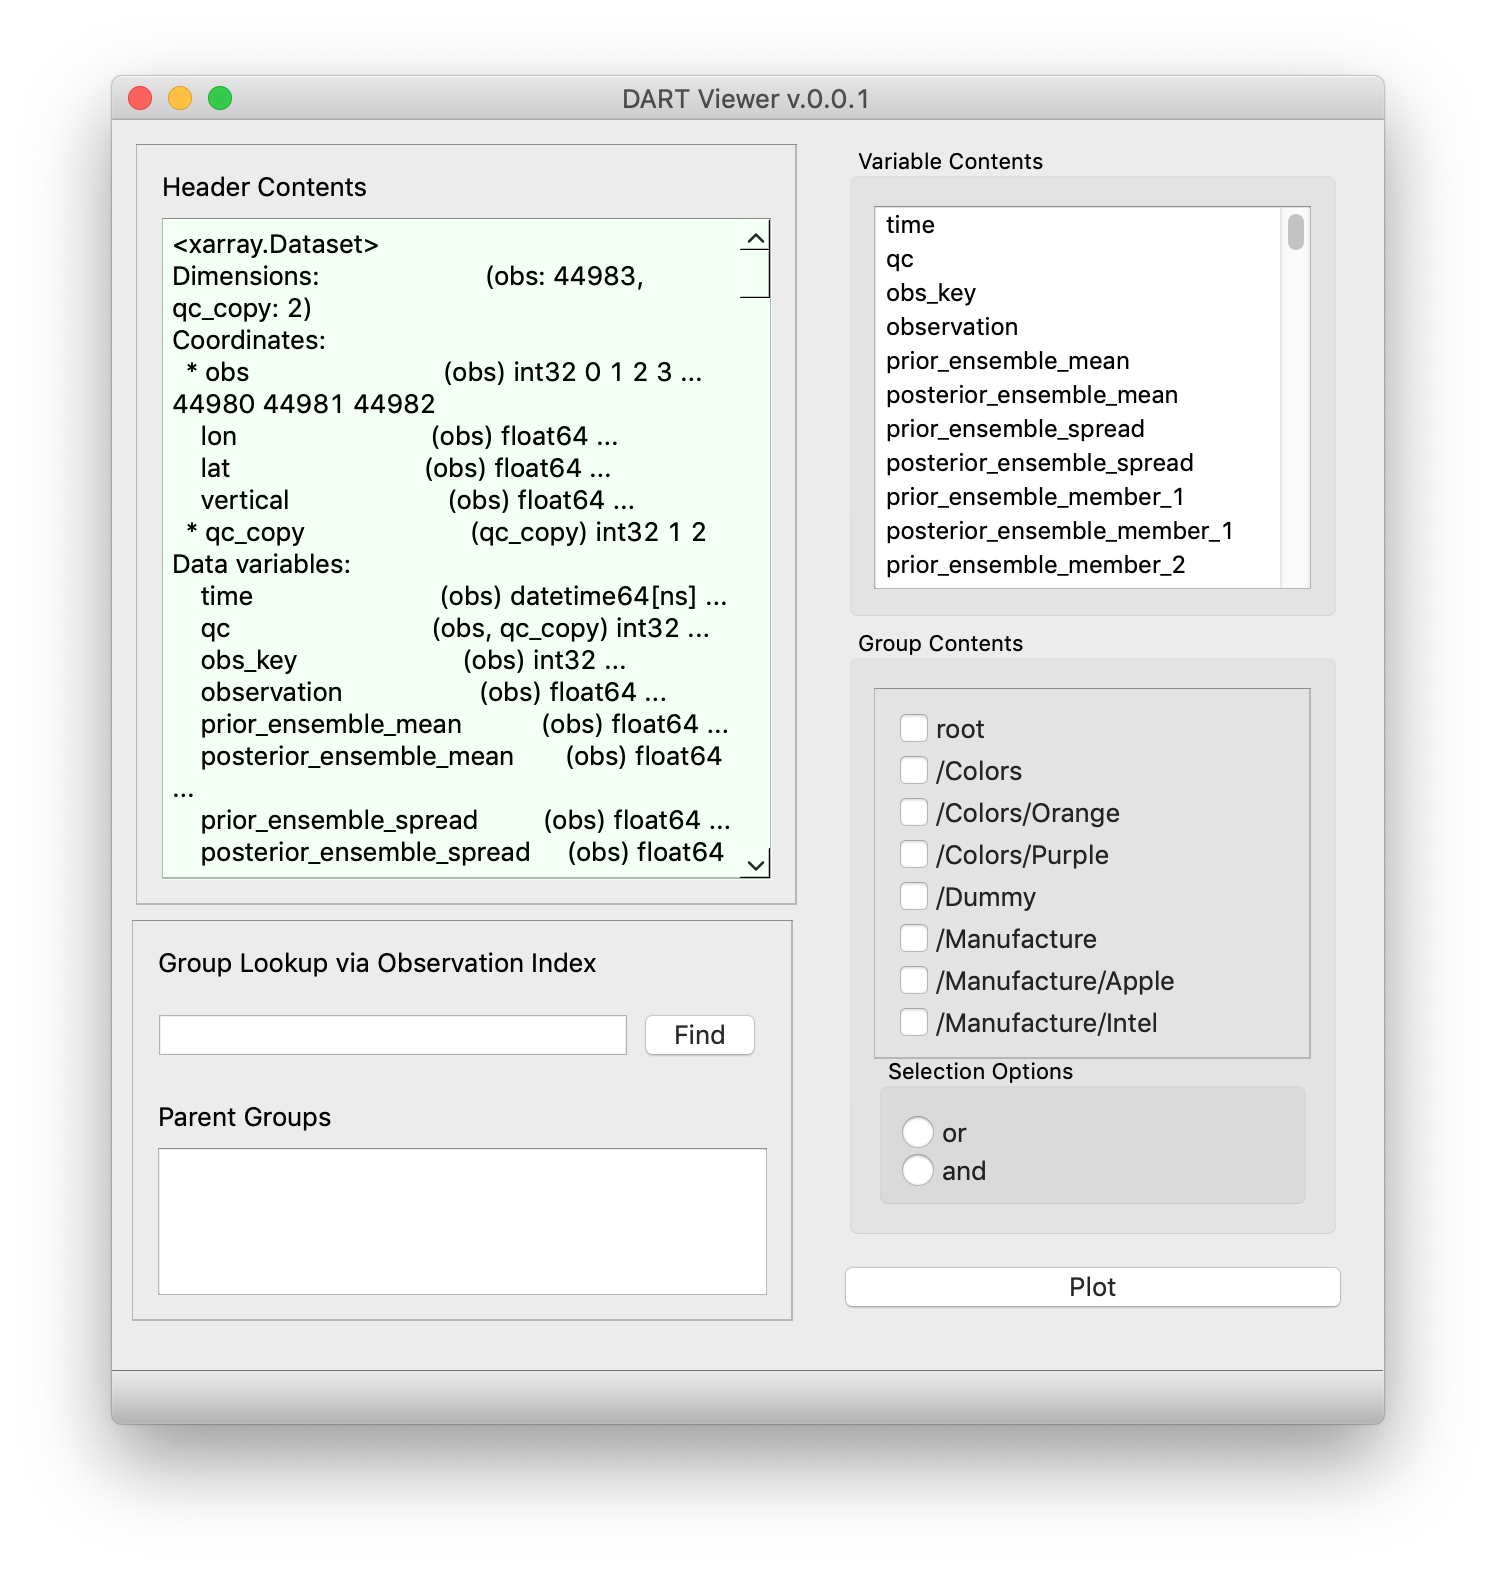 DART Viewer v.0.0.1
Header Contents
<xarray.Dataset>
Dimensions: (obs: 44983,
qc_copy: 2)
Coordinates:
* obs (obs) int32 0 1 2 3 ...
44980 44981 44982
lon (obs) float64 ...
lat (obs) float64 ...
vertical (obs) float64 ...
* qc_copy (qc_copy) int32 1 2
Data variables:
time (obs) datetime64[ns] ...
qc (obs, qc_copy) int32 ...
obs_key (obs) int32 ...
observation (obs) float64 ...
prior_ensemble_mean (obs) float64 ...
posterior_ensemble_mean (obs) float64
...
prior_ensemble_spread (obs) float64 ...
posterior_ensemble_spread (obs) float64
Group Lookup via Observation Index
Find
Parent Groups
Variable Contents
time
qc
obs_key
observation
prior_ensemble_mean
posterior_ensemble_mean
prior_ensemble_spread
posterior_ensemble_spread
prior_ensemble_member_1
posterior_ensemble_member_1
prior_ensemble_member_2
Group Contents
root
/Colors
/Colors/Orange
/Colors/Purple
/Dummy
/Manufacture
/Manufacture/Apple
/Manufacture/Intel
Selection Options
or
and
Plot